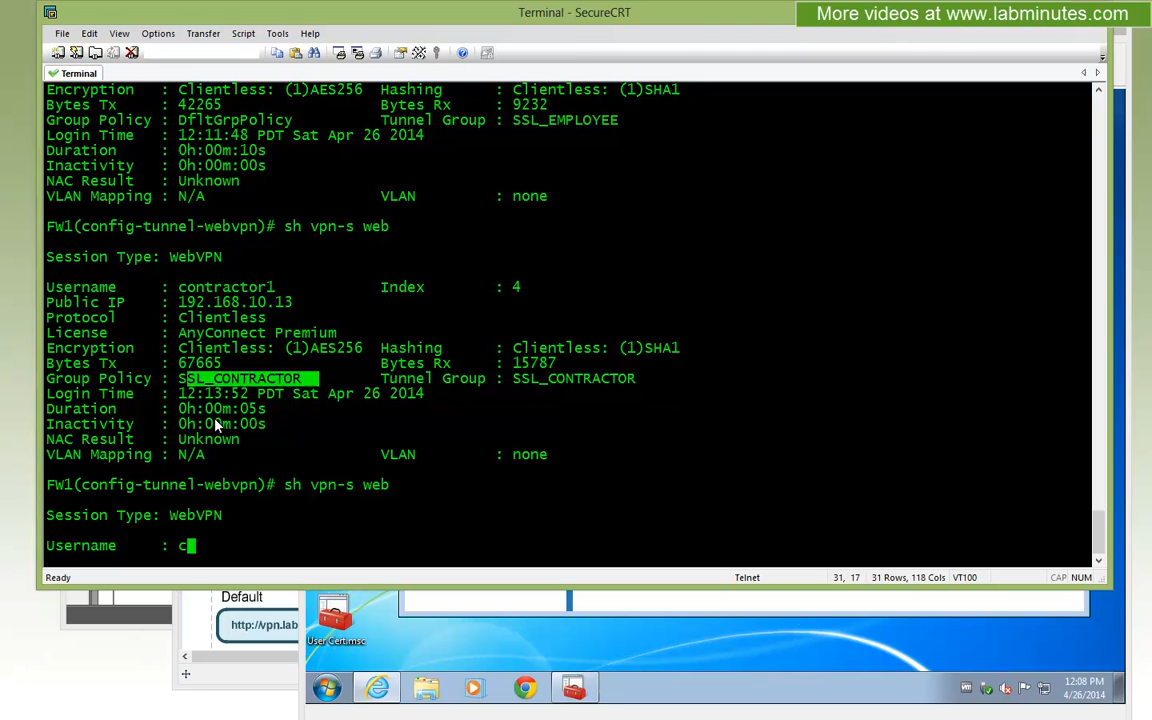 Terminal - SecureCRT
More videos at www.labminutes.com
File Edit View Options Transfer Script Tools Help
Terminal
Encryption : Clientless: (1)AES256 Hashing : Clientless: (1)SHA1
Bytes Tx : 42265 Bytes Rx : 9232
Group Policy : DfltGrpPolicy Tunnel Group : SSL_EMPLOYEE
Login Time : 12:11:48 PDT Sat Apr 26 2014
Duration : 0h:00m:10s
Inactivity : 0h:00m:00s
NAC Result : Unknown
VLAN Mapping : N/A VLAN : none
FW1(config-tunnel-webvpn)# sh vpn-s web
Session Type: WebVPN
Username : contractor1 Index : 4
Public IP : 192.168.10.13
Protocol : Clientless
License : AnyConnect Premium
Encryption : Clientless: (1)AES256 Hashing : Clientless: (1)SHA1
Bytes Tx : 67665 Bytes Rx : 15787
Group Policy : SSL_CONTRACTOR Tunnel Group : SSL_CONTRACTOR
Login Time : 12:13:52 PDT Sat Apr 26 2014
Duration : 0h:00m:05s
Inactivity : 0h:00m:00s
NAC Result : Unknown
VLAN Mapping : N/A VLAN : none
FW1(config-tunnel-webvpn)# sh vpn-s web
Session Type: WebVPN
Username : c
Ready Telnet 31, 17 31 Rows, 118 Cols VT100 CAP NUM
Default
http://vpn.lab
User Cert.msc
12:08 PM
4/26/2014